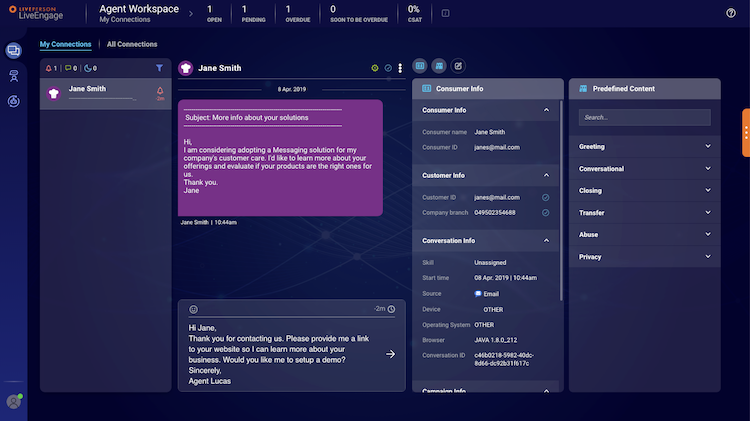 LIVEPERSON
LiveEngage
Agent Workspace
My Connections
1
OPEN
1
PENDING
1
OVERDUE
0
SOON TO BE OVERDUE
0%
CSAT
My Connections
All Connections
1
0
0
Jane Smith
2m
Jane Smith
8 Apr. 2019
Subject: More info about your solutions
Hi,
I am considering adopting a Messaging solution for my
company's customer care. I'd like to learn more about your
offerings and evaluate if your products are the right ones for
us.
Thank you.
Jane
Jane Smith | 10:44am
-2m
Hi Jane,
Thank you for contacting us. Please provide me a link
to your website so I can learn more about your
business. Would you like me to setup a demo?
Sincerely,
Agent Lucas
Consumer Info
Consumer Info
Consumer name Jane Smith
Consumer ID janes@mail.com
Customer Info
Customer ID janes@mail.com
Company branch 049502354688
Conversation Info
Skill Unassigned
Start time 08 Apr. 2019 | 10:44am
Source Email
Device OTHER
Operating System OTHER
Browser JAVA 1.8.0_212
Conversation ID c46b0218-5982-40dc-
8d66-dc92b31f617c
Campaign Info
Predefined Content
Search...
Greeting
Conversational
Closing
Transfer
Abuse
Privacy